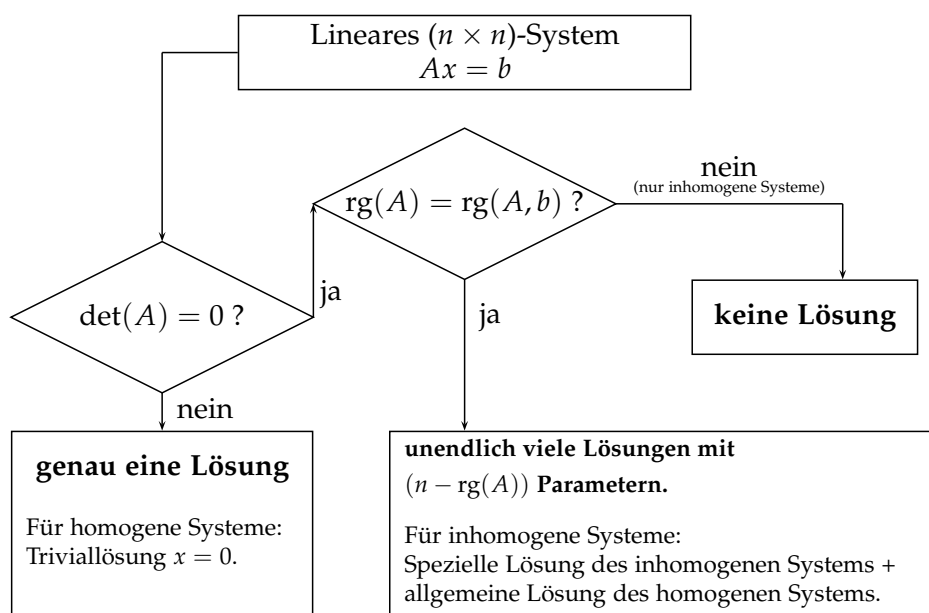 Lineares (n × n)-System
Ax = b
rg(A) = rg(A, b) ?
nein
(nur inhomogene Systeme)
det(A) = 0 ?
ja
ja
keine Lösung
nein
genau eine Lösung
Für homogene Systeme:
Triviallösung x = 0.
unendlich viele Lösungen mit
(n − rg(A)) Parametern.
Für inhomogene Systeme:
Spezielle Lösung des inhomogenen Systems +
allgemeine Lösung des homogenen Systems.